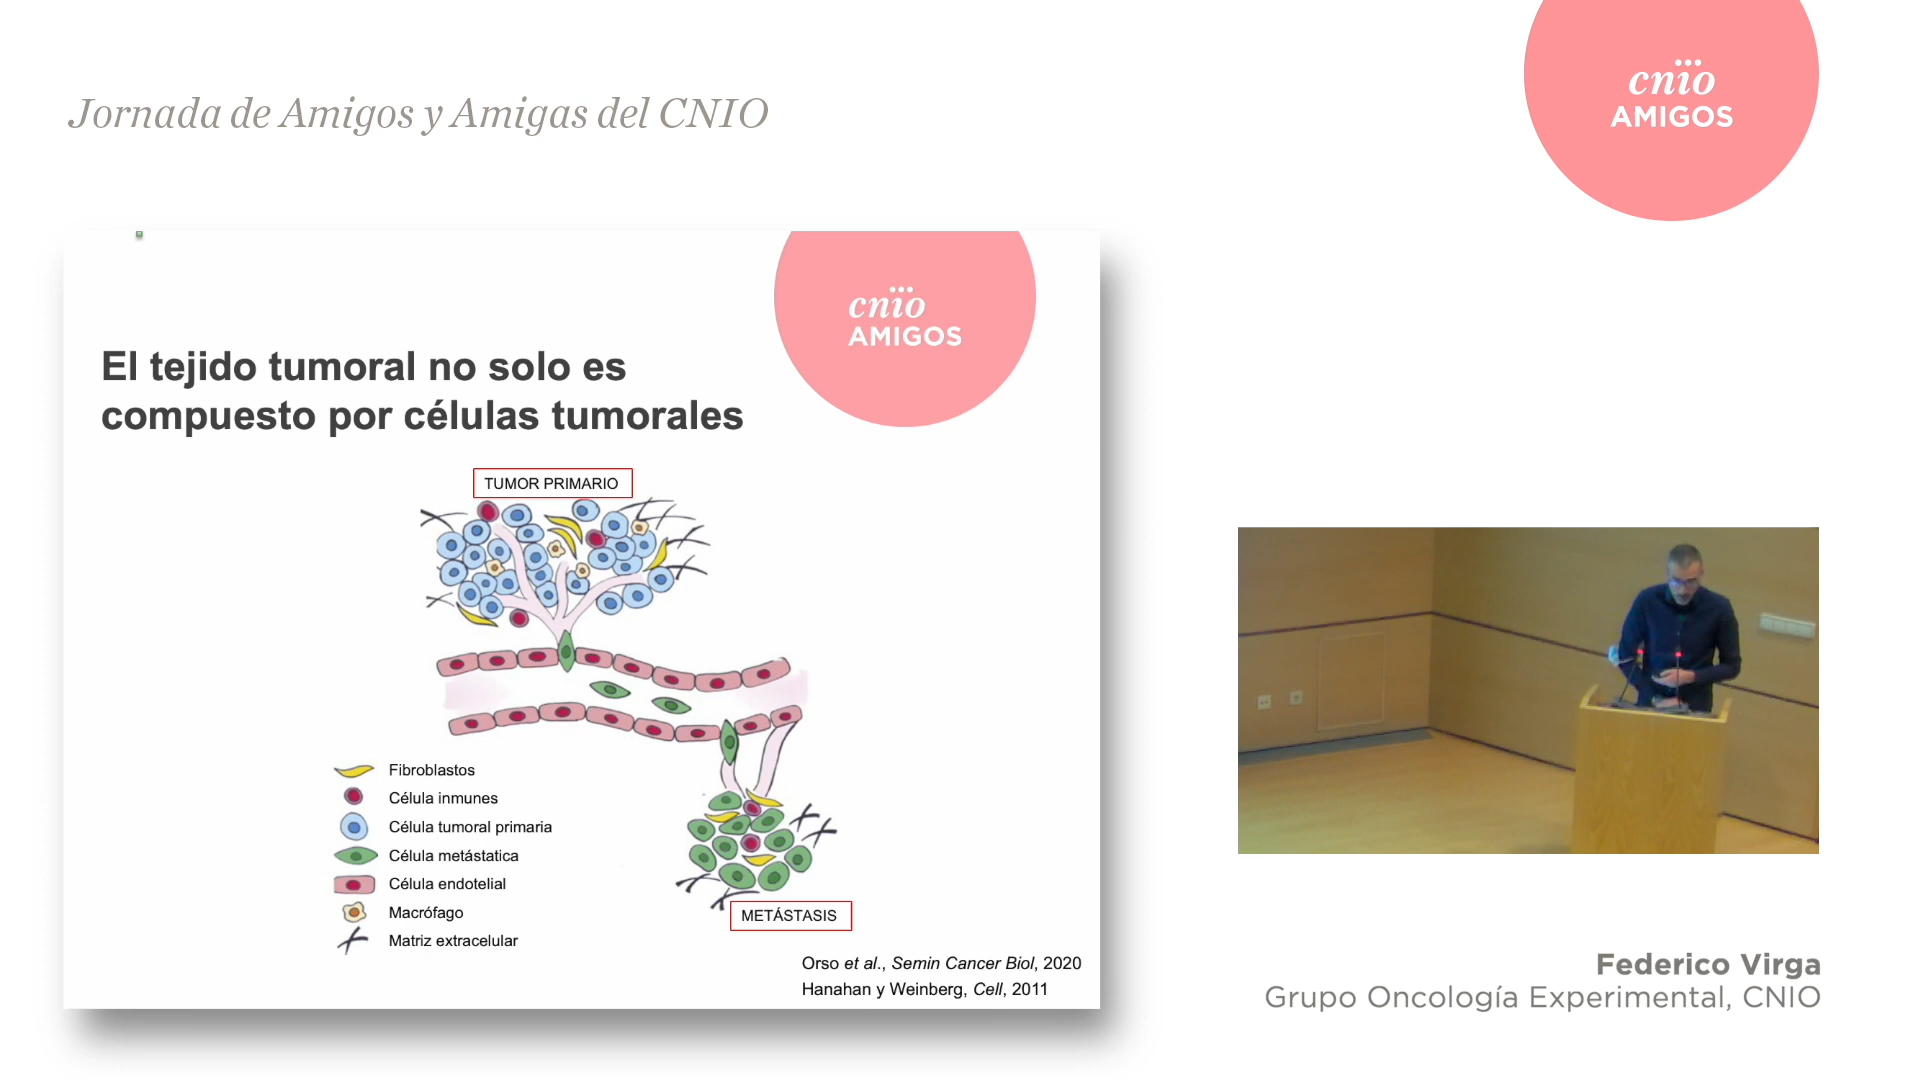 Jornada de Amigos y Amigas del CNIO
cnio
AMIGOS
cnio
AMIGOS
El tejido tumoral no solo es
compuesto por células tumorales
TUMOR PRIMARIO
Fibroblastos
Célula inmunes
Célula tumoral primaria
Célula metástatica
Célula endotelial
Macrófago
Matriz extracelular
METÁSTASIS
Orso et al., Semin Cancer Biol, 2020
Hanahan y Weinberg, Cell, 2011
Federico Virga
Grupo Oncología Experimental, CNIO